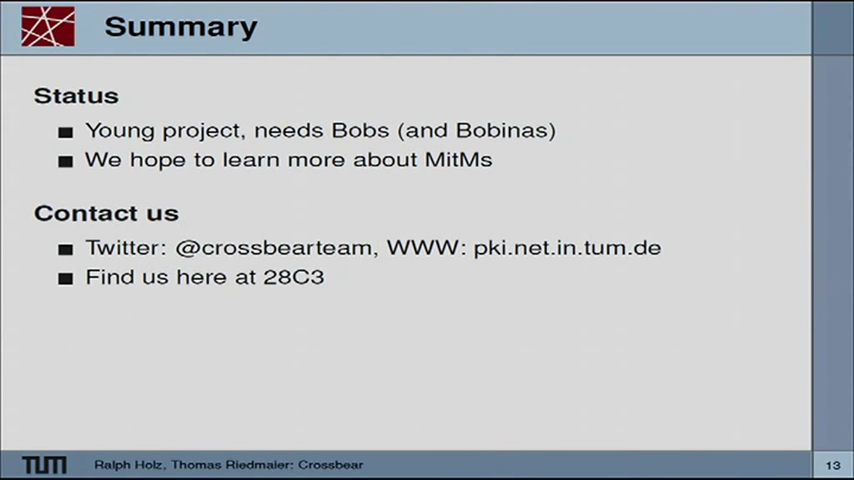 Summary
Status
Young project, needs Bobs (and Bobinas)
We hope to learn more about MitMs
Contact us
Twitter: @crossbearteam, WWW: pki.net.in.tum.de
Find us here at 28C3
TUM Ralph Holz, Thomas Riedmaier: Crossbear 13